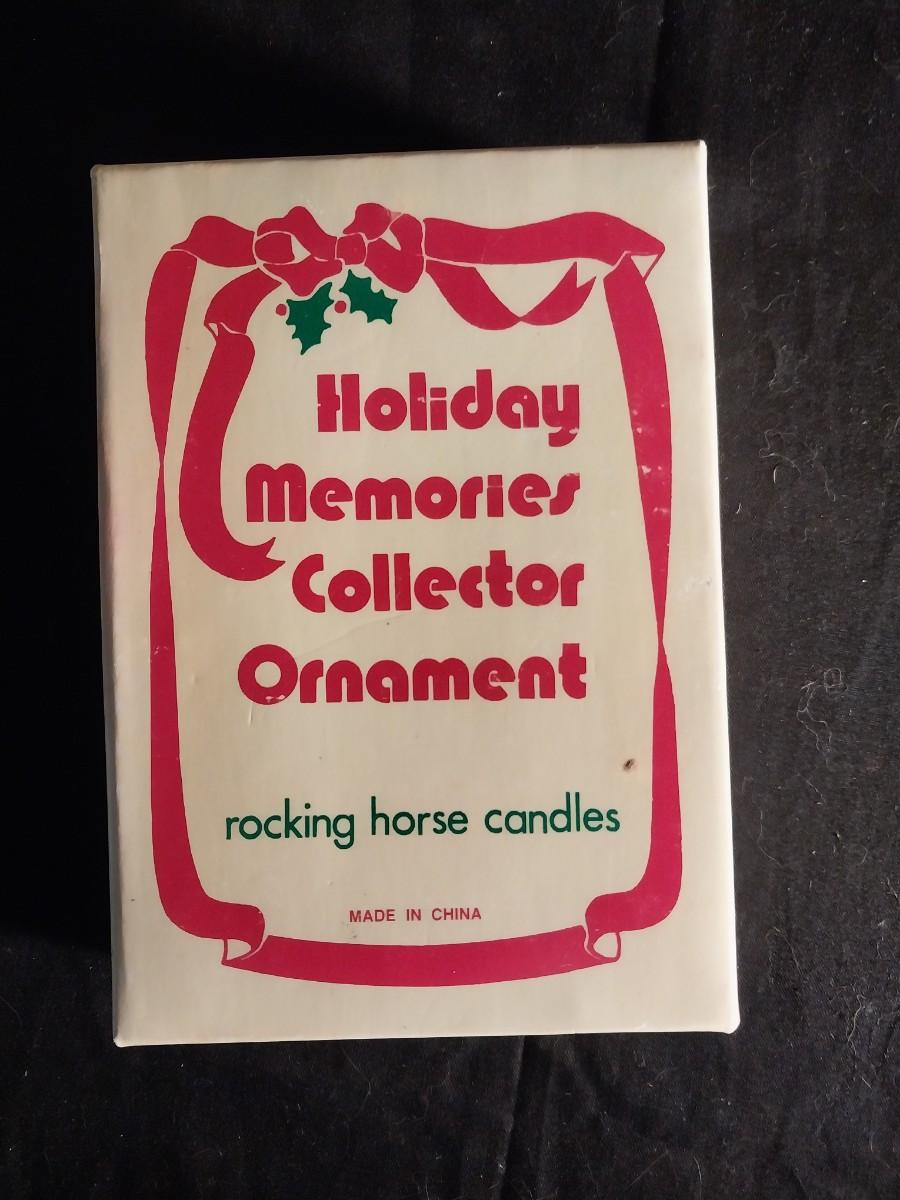 Holiday
Memories
Collector
Ornament
rocking horse candles
MADE IN CHINA